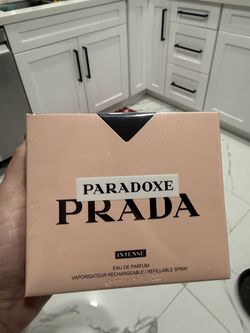 PARADOXE
PRADA
INTENSE
EAU DE PARFUM
VAPORISATEUR RECHARGEABLE / REFILLABLE SPRAY